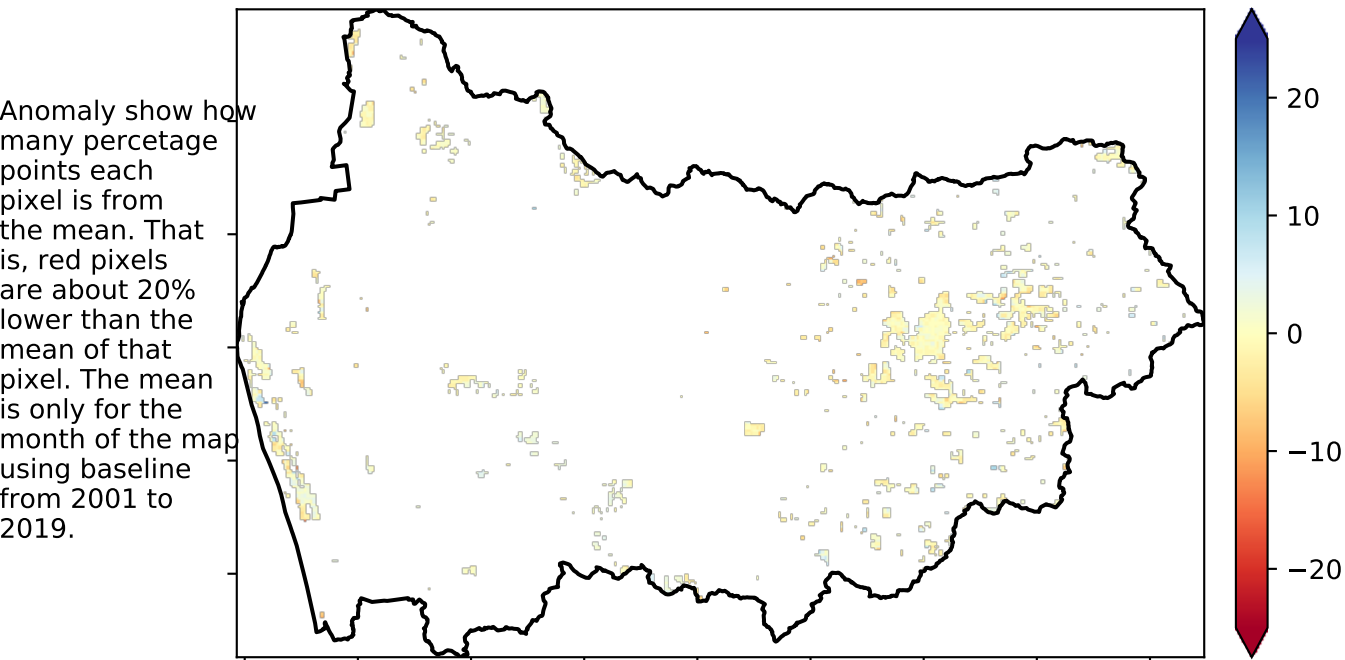 Anomaly show how
many percetage
points each
pixel is from
the mean. That
is, red pixels
are about 20%
lower than the
mean of that
pixel. The mean
is only for the
month of the map
using baseline
from 2001 to
2019.
20
10
0
−10
−20